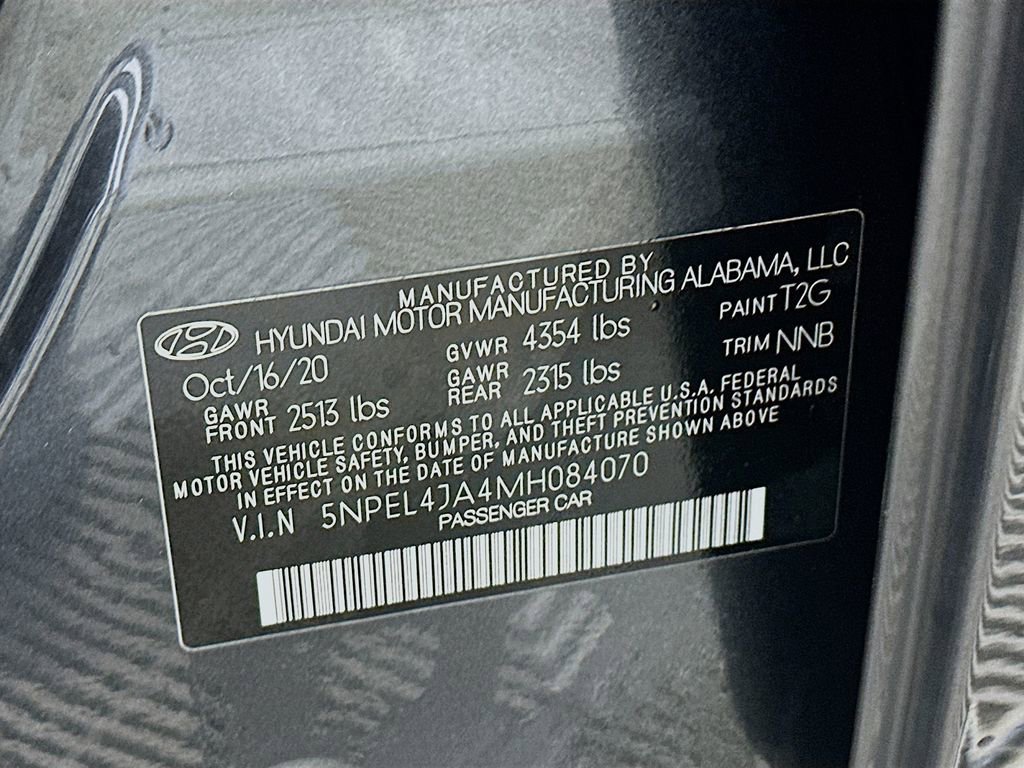 MANUFACTURED BY
HYUNDAI MOTOR MANUFACTURING ALABAMA, LLC
Oct/16/20 GVWR 4354 lbs PAINT T2G
GAWR FRONT 2513 lbs GAWR REAR 2315 lbs TRIM NNB
THIS VEHICLE CONFORMS TO ALL APPLICABLE U.S.A. FEDERAL
MOTOR VEHICLE SAFETY, BUMPER, AND THEFT PREVENTION STANDARDS
IN EFFECT ON THE DATE OF MANUFACTURE SHOWN ABOVE
V.I.N 5NPEL4JA4MH084070
PASSENGER CAR